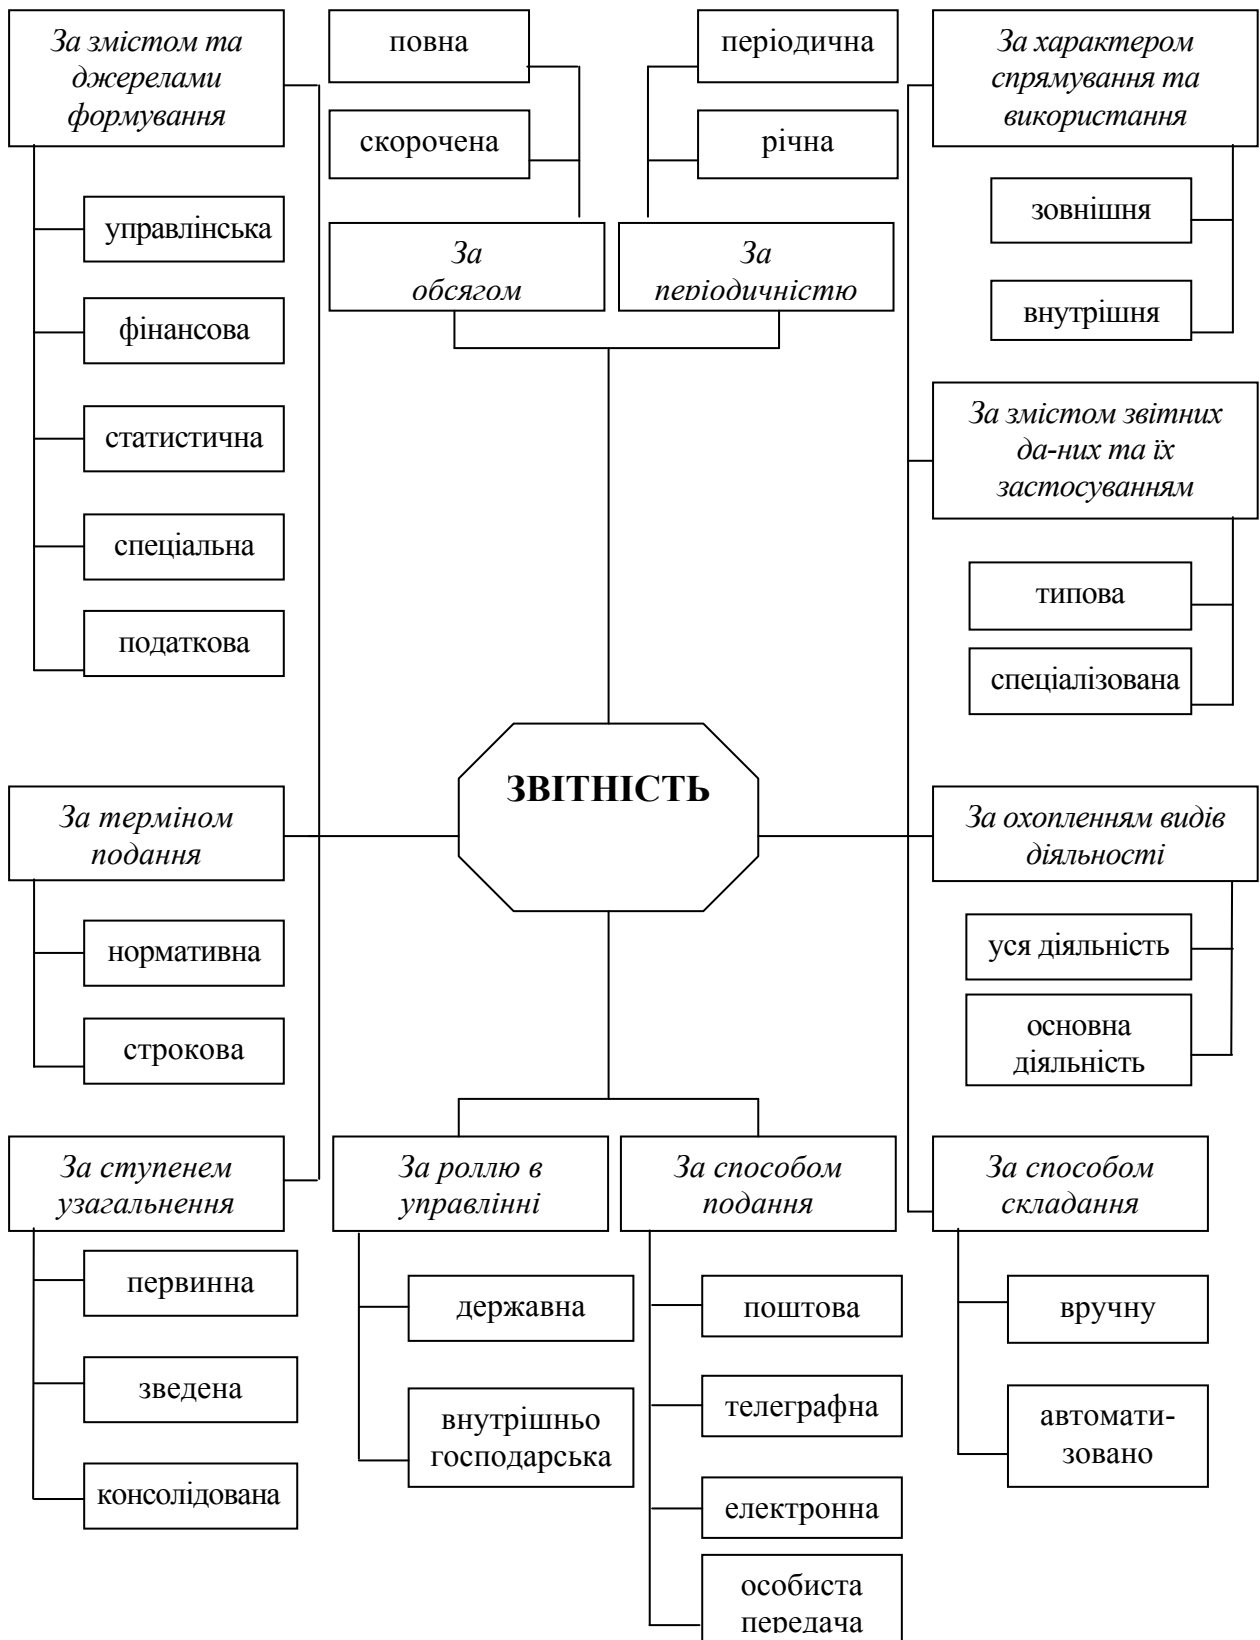 За змістом та
джерелами
формування
управлінська
фінансова
статистична
спеціальна
податкова
повна
скорочена
За
обсягом
періодична
річна
За
періодичністю
За характером
спрямування та
використання
зовнішня
внутрішня
За змістом звітних
да-них та їх
застосуванням
типова
спеціалізована
ЗВІТНІСТЬ
За терміном
подання
нормативна
строкова
За охопленням видів
діяльності
уся діяльність
основна
діяльність
За ступенем
узагальнення
первинна
зведена
консолідована
За роллю в
управлінні
державна
внутрішньо
господарська
За способом
подання
поштова
телеграфна
електронна
особиста
передача
За способом
складання
вручну
автомати-
зовано